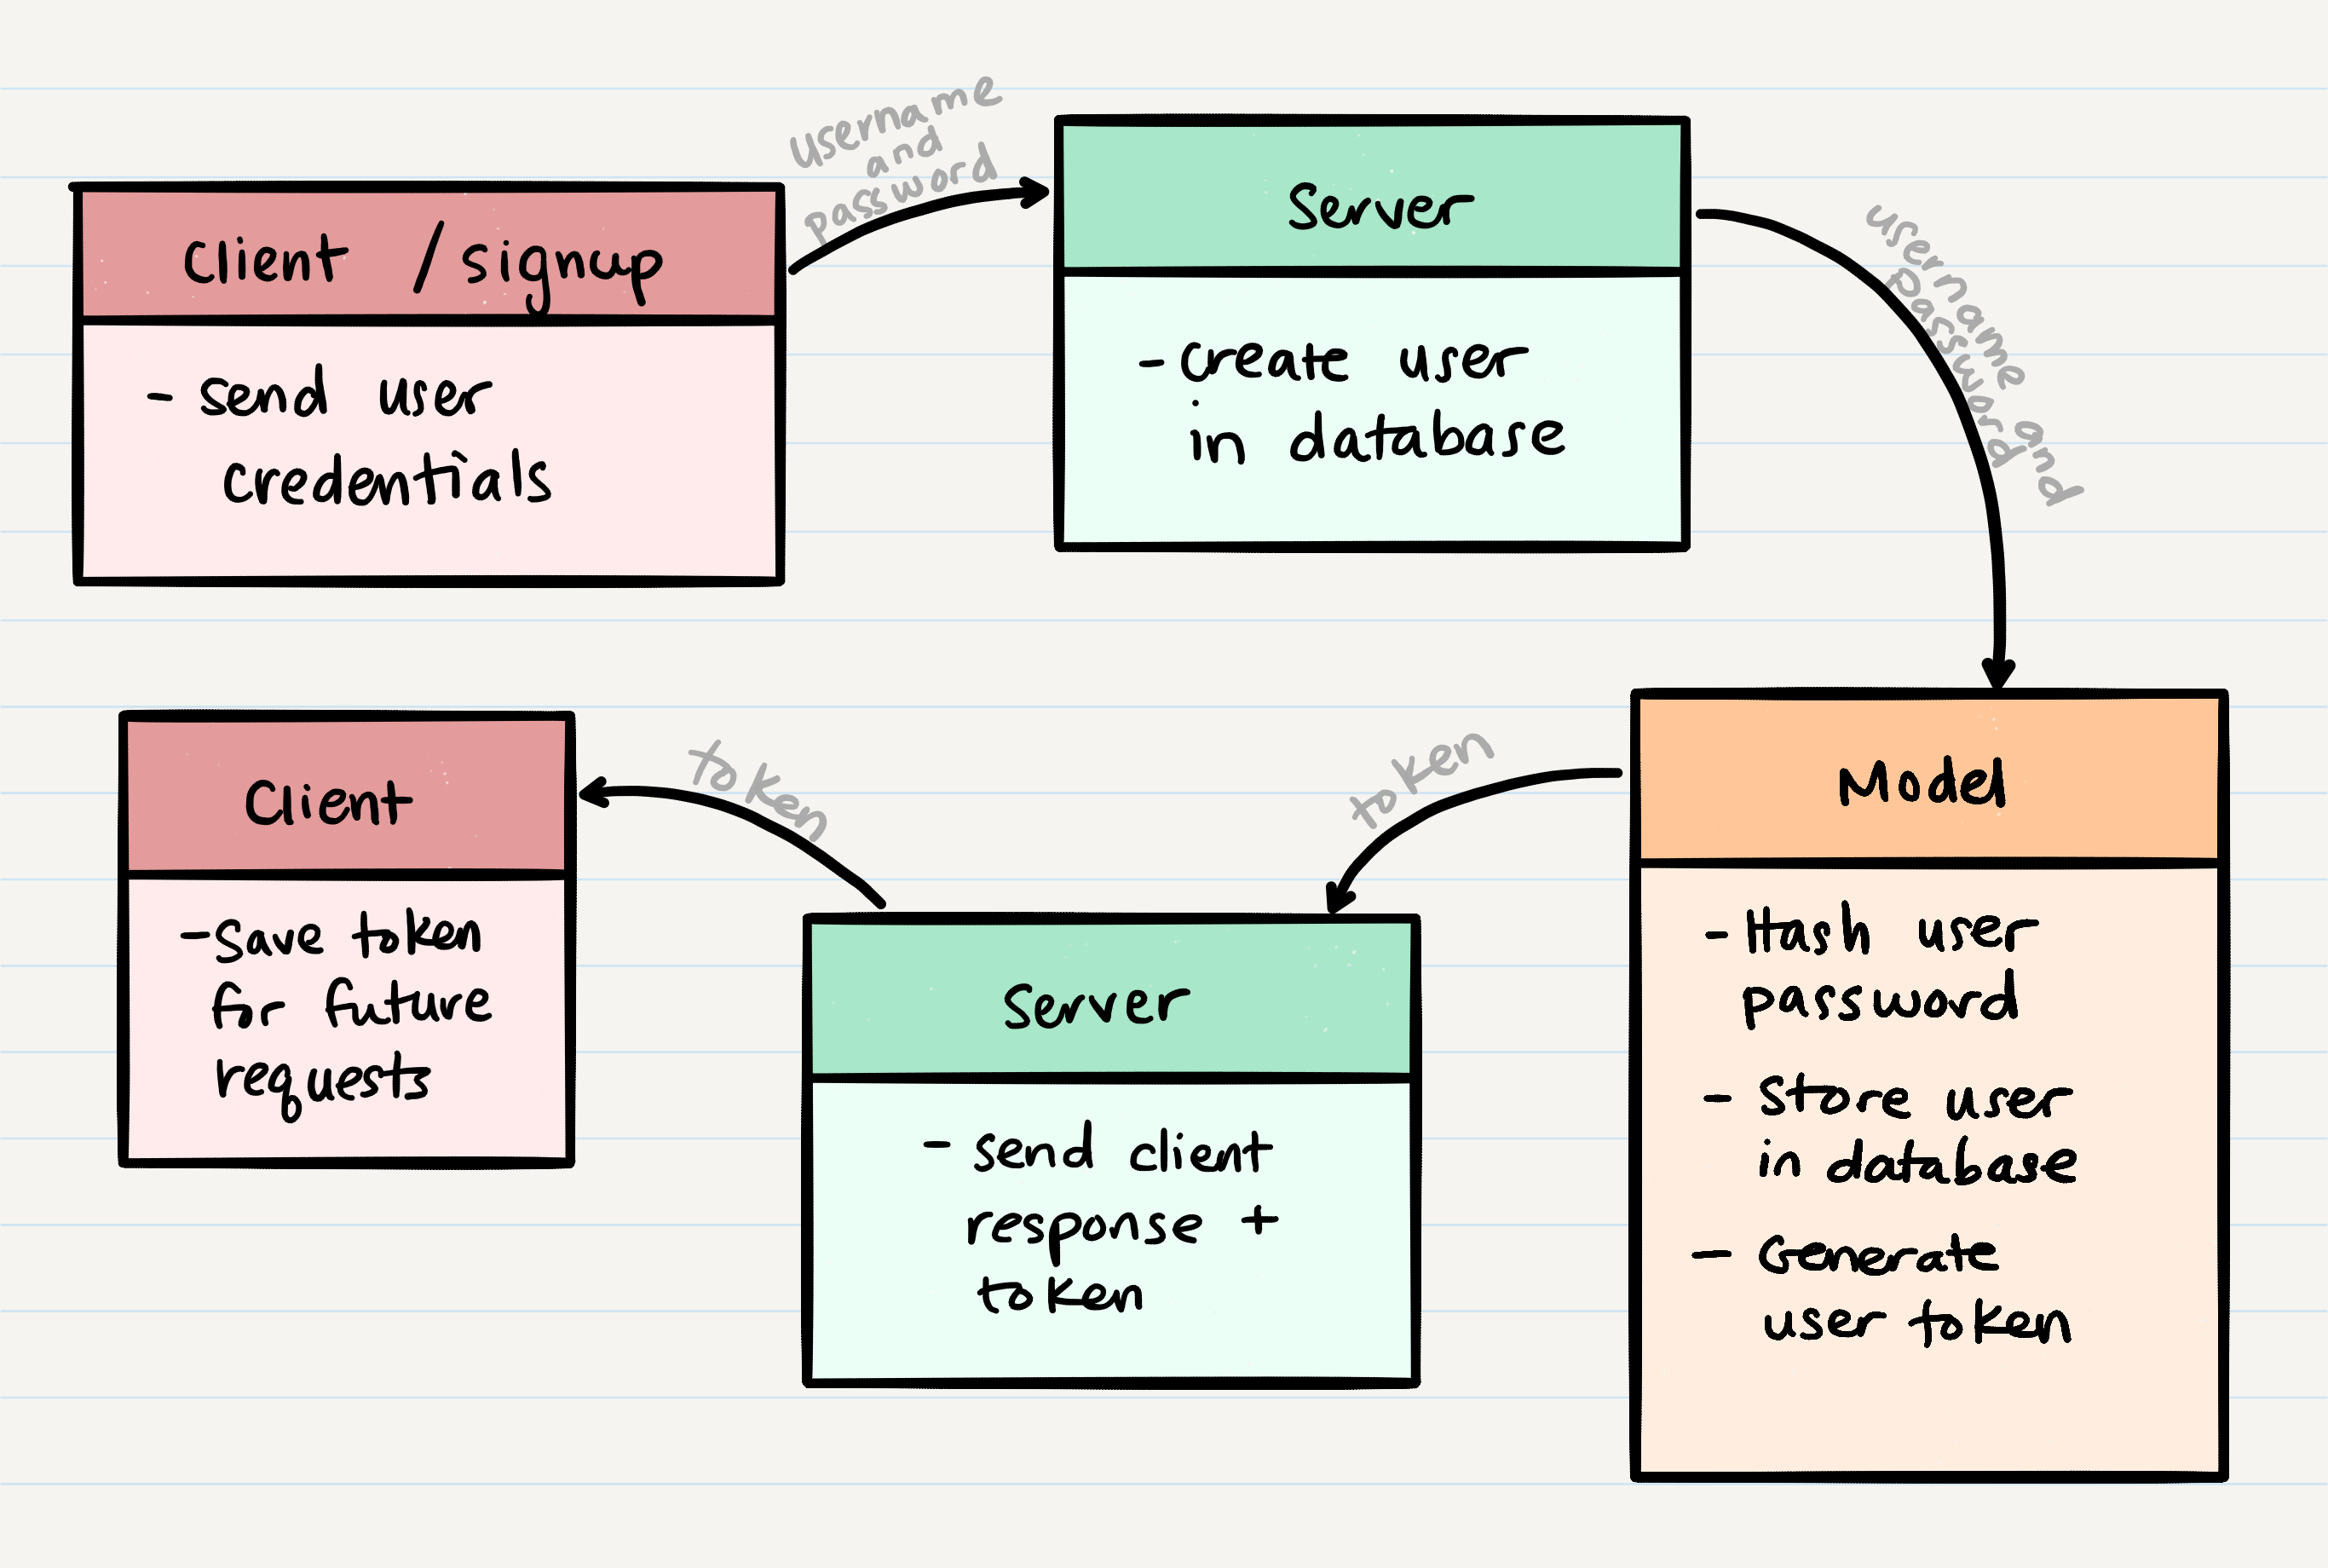 Client /signup
- send user
credentials
username
and
password
Server
- create user
in database
username and
password
Model
- Hash user
password
- Store user
in database
- Generate
user token
token
Server
- send client
response +
token
token
Client
- save token
for future
requests